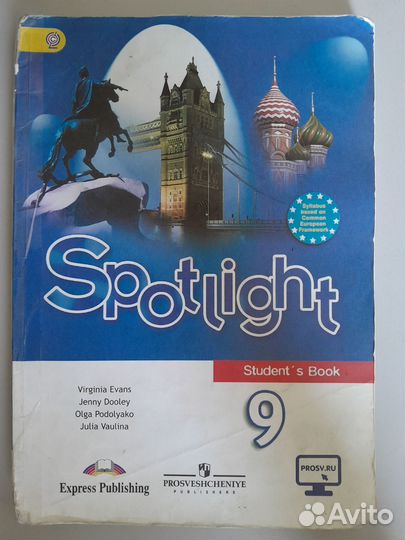 Syllabus
based on
Common
European
Framework
Spotlight
Student's Book
Virginia Evans
Jenny Dooley
Olga Podolyako
Julia Vaulina
9
PROSV.RU
Express Publishing
PROSVESHCHENIYE
PUBLISHERS
Avito